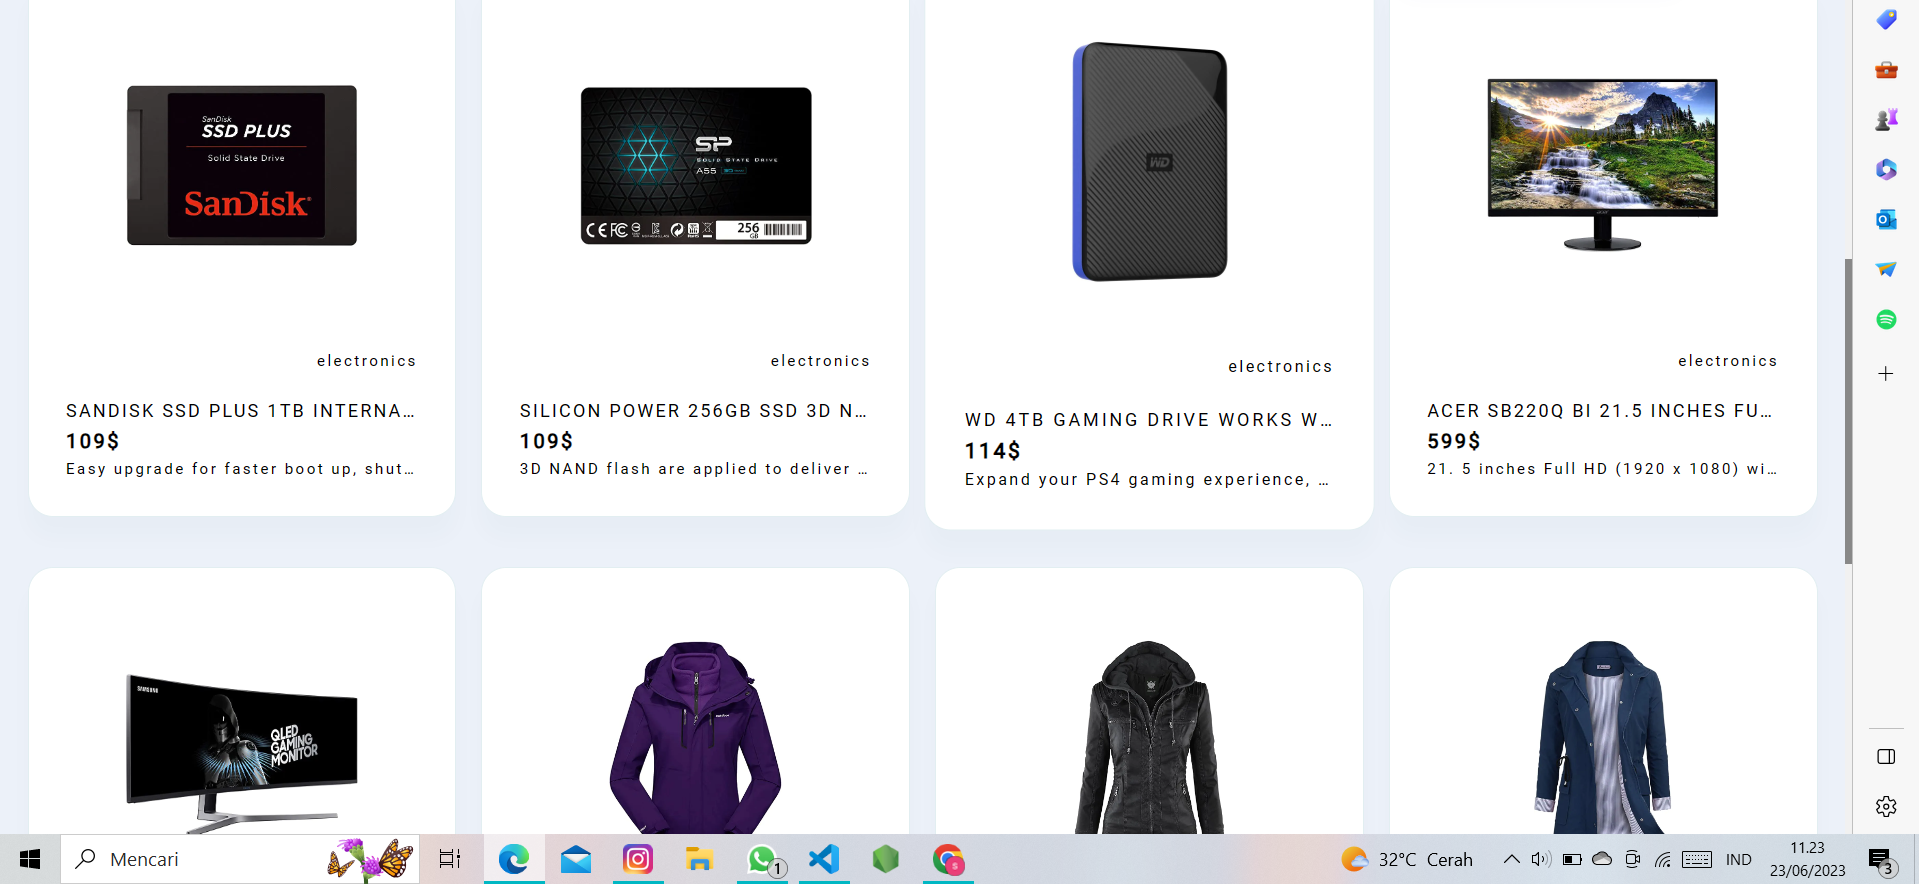 SanDisk
SSD PLUS
Solid State Drive
SanDisk
SP
SOLID STATE DRIVE
A55
256
GB
WD
acer
electronics
electronics
electronics
electronics
SANDISK SSD PLUS 1TB INTERNA...
109$
Easy upgrade for faster boot up, shut...
SILICON POWER 256GB SSD 3D N...
109$
3D NAND flash are applied to deliver ...
WD 4TB GAMING DRIVE WORKS W...
114$
Expand your PS4 gaming experience, ...
ACER SB220Q BI 21.5 INCHES FU...
599$
21. 5 inches Full HD (1920 x 1080) wi...
SAMSUNG
QLED
GAMING
MONITOR
Mencari
1
32°C Cerah
IND
11.23
23/06/2023
3